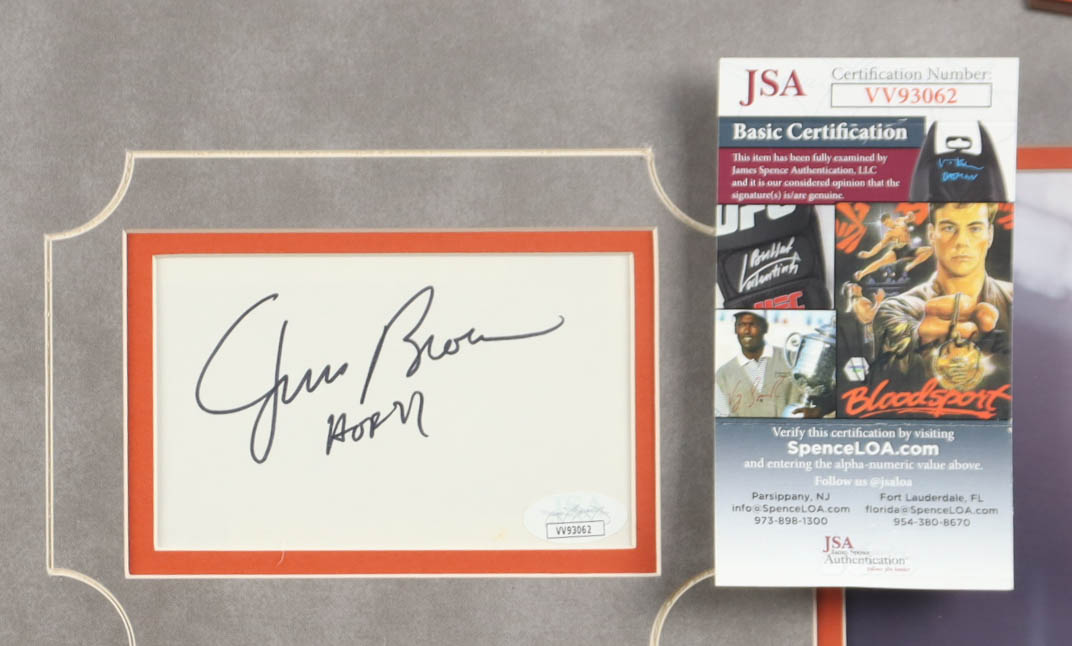 Jim Brown
HOF 71
VV93062
JSA
Certification Number:
VV93062
Basic Certification
This item has been fully examined by
James Spence Authentication, LLC
and it is our considered opinion that the
signature(s) is/are genuine.
UFC
UFC
Bloodsport
Verify this certification by visiting
SpenceLOA.com
and entering the alpha-numeric value above.
Follow us @jsaloa
Parsippany, NJ
info@SpenceLOA.com
973-898-1300
Fort Lauderdale, FL
florida@SpenceLOA.com
954-380-8670
JSA
James Spence
Authentication